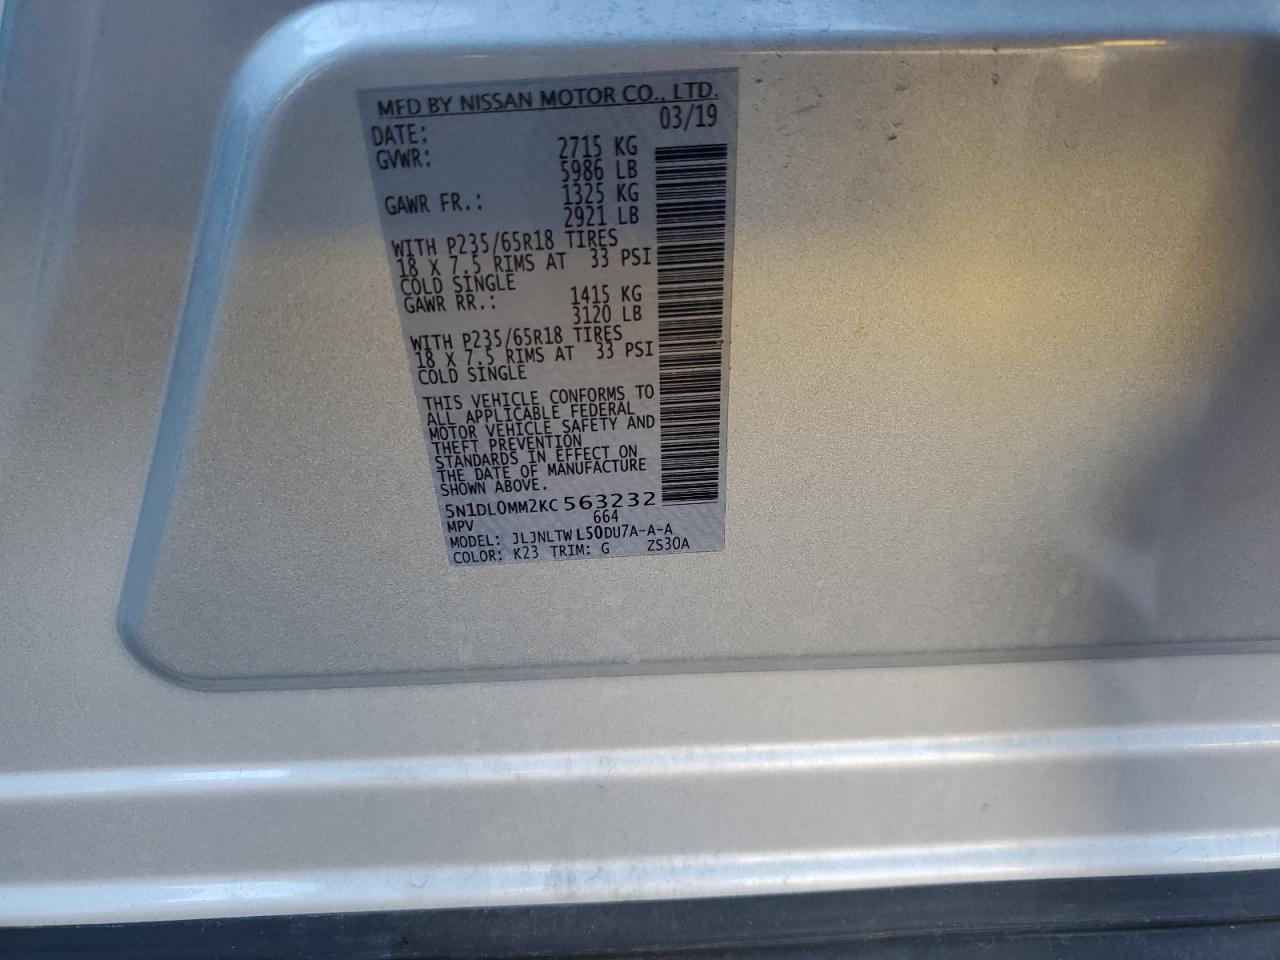 MFD BY NISSAN MOTOR CO., LTD.
DATE: 03/19
GVWR: 2715 KG
5986 LB
GAWR FR.: 1325 KG
2921 LB
WITH P235/65R18 TIRES
18 X 7.5 RIMS AT 33 PSI
COLD SINGLE
GAWR RR.: 1415 KG
3120 LB
WITH P235/65R18 TIRES
18 X 7.5 RIMS AT 33 PSI
COLD SINGLE
THIS VEHICLE CONFORMS TO
ALL APPLICABLE FEDERAL
MOTOR VEHICLE SAFETY AND
THEFT PREVENTION
STANDARDS IN EFFECT ON
THE DATE OF MANUFACTURE
SHOWN ABOVE.
5N1DL0MM2KC563232
MPV 664
MODEL: JLJNLTWL50DU7A-A-A
COLOR: K23 TRIM: G ZS30A